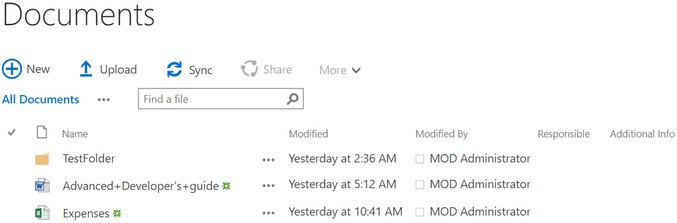 Documents
New Upload Sync Share More
All Documents ••• Find a file
Name Modified Modified By Responsible Additional Info
TestFolder ••• Yesterday at 2:36 AM MOD Administrator
Advanced+Developer's+guide ••• Yesterday at 5:12 AM MOD Administrator
Expenses ••• Yesterday at 10:41 AM MOD Administrator